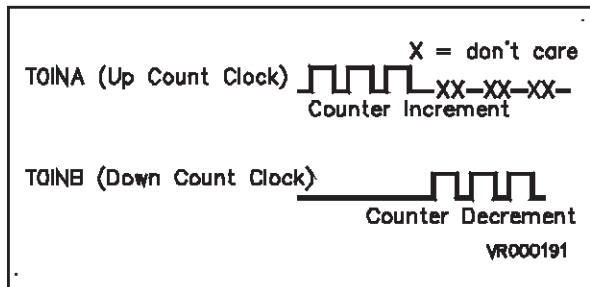 X = don't care
TOINA (Up Count Clock)
XX-XX-XX-
Counter Increment
TOINB (Down Count Clock)
Counter Decrement
VR000191